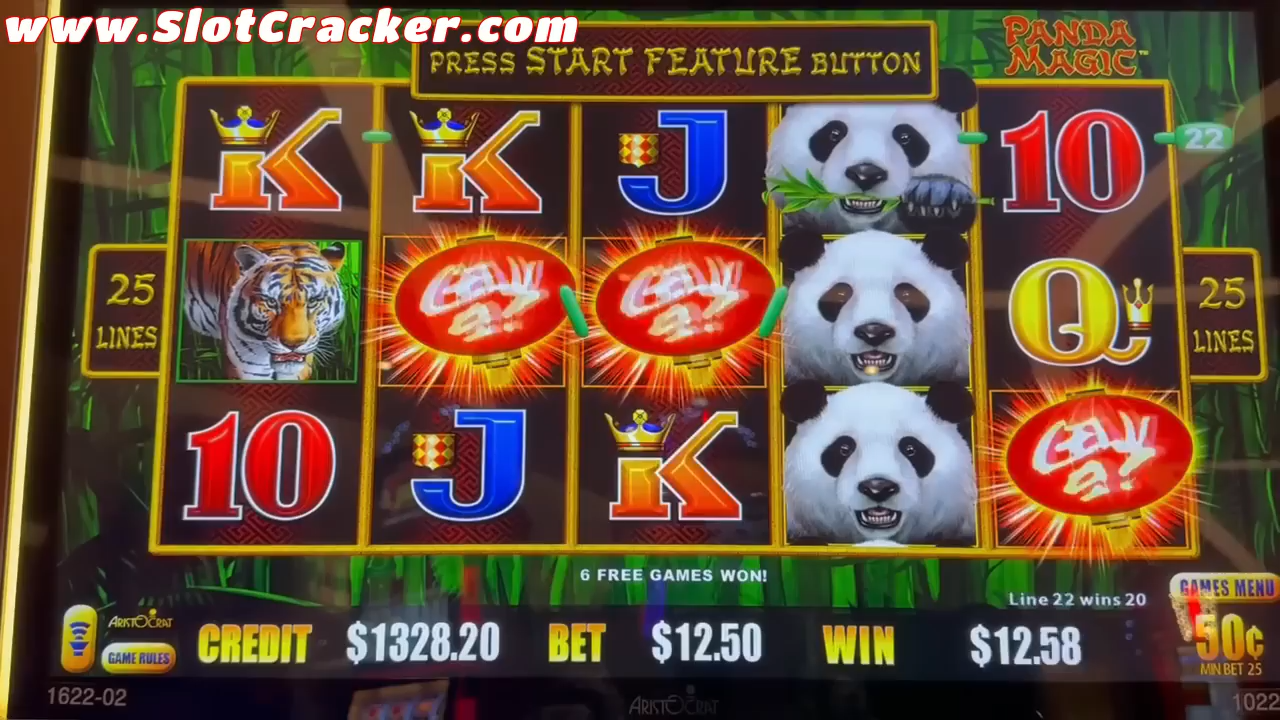 www.SlotCracker.com
PRESS START FEATURE BUTTON
PANDA
MAGIC™
K K J 10
22
25
LINES
Q
25
LINES
10 J K
6 FREE GAMES WON!
Line 22 wins 20
GAMES MENU
ARISTOCRAT
GAME RULES
CREDIT $1328.20 BET $12.50 WIN $12.58
50¢
MIN BET 25
1622-02
ARISTOCRAT
1022